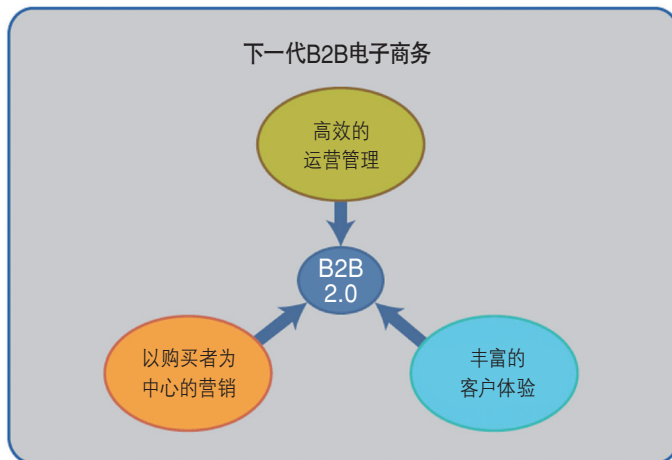 下一代B2B电子商务
高效的
运营管理
B2B
2.0
以购买者为
中心的营销
丰富的
客户体验